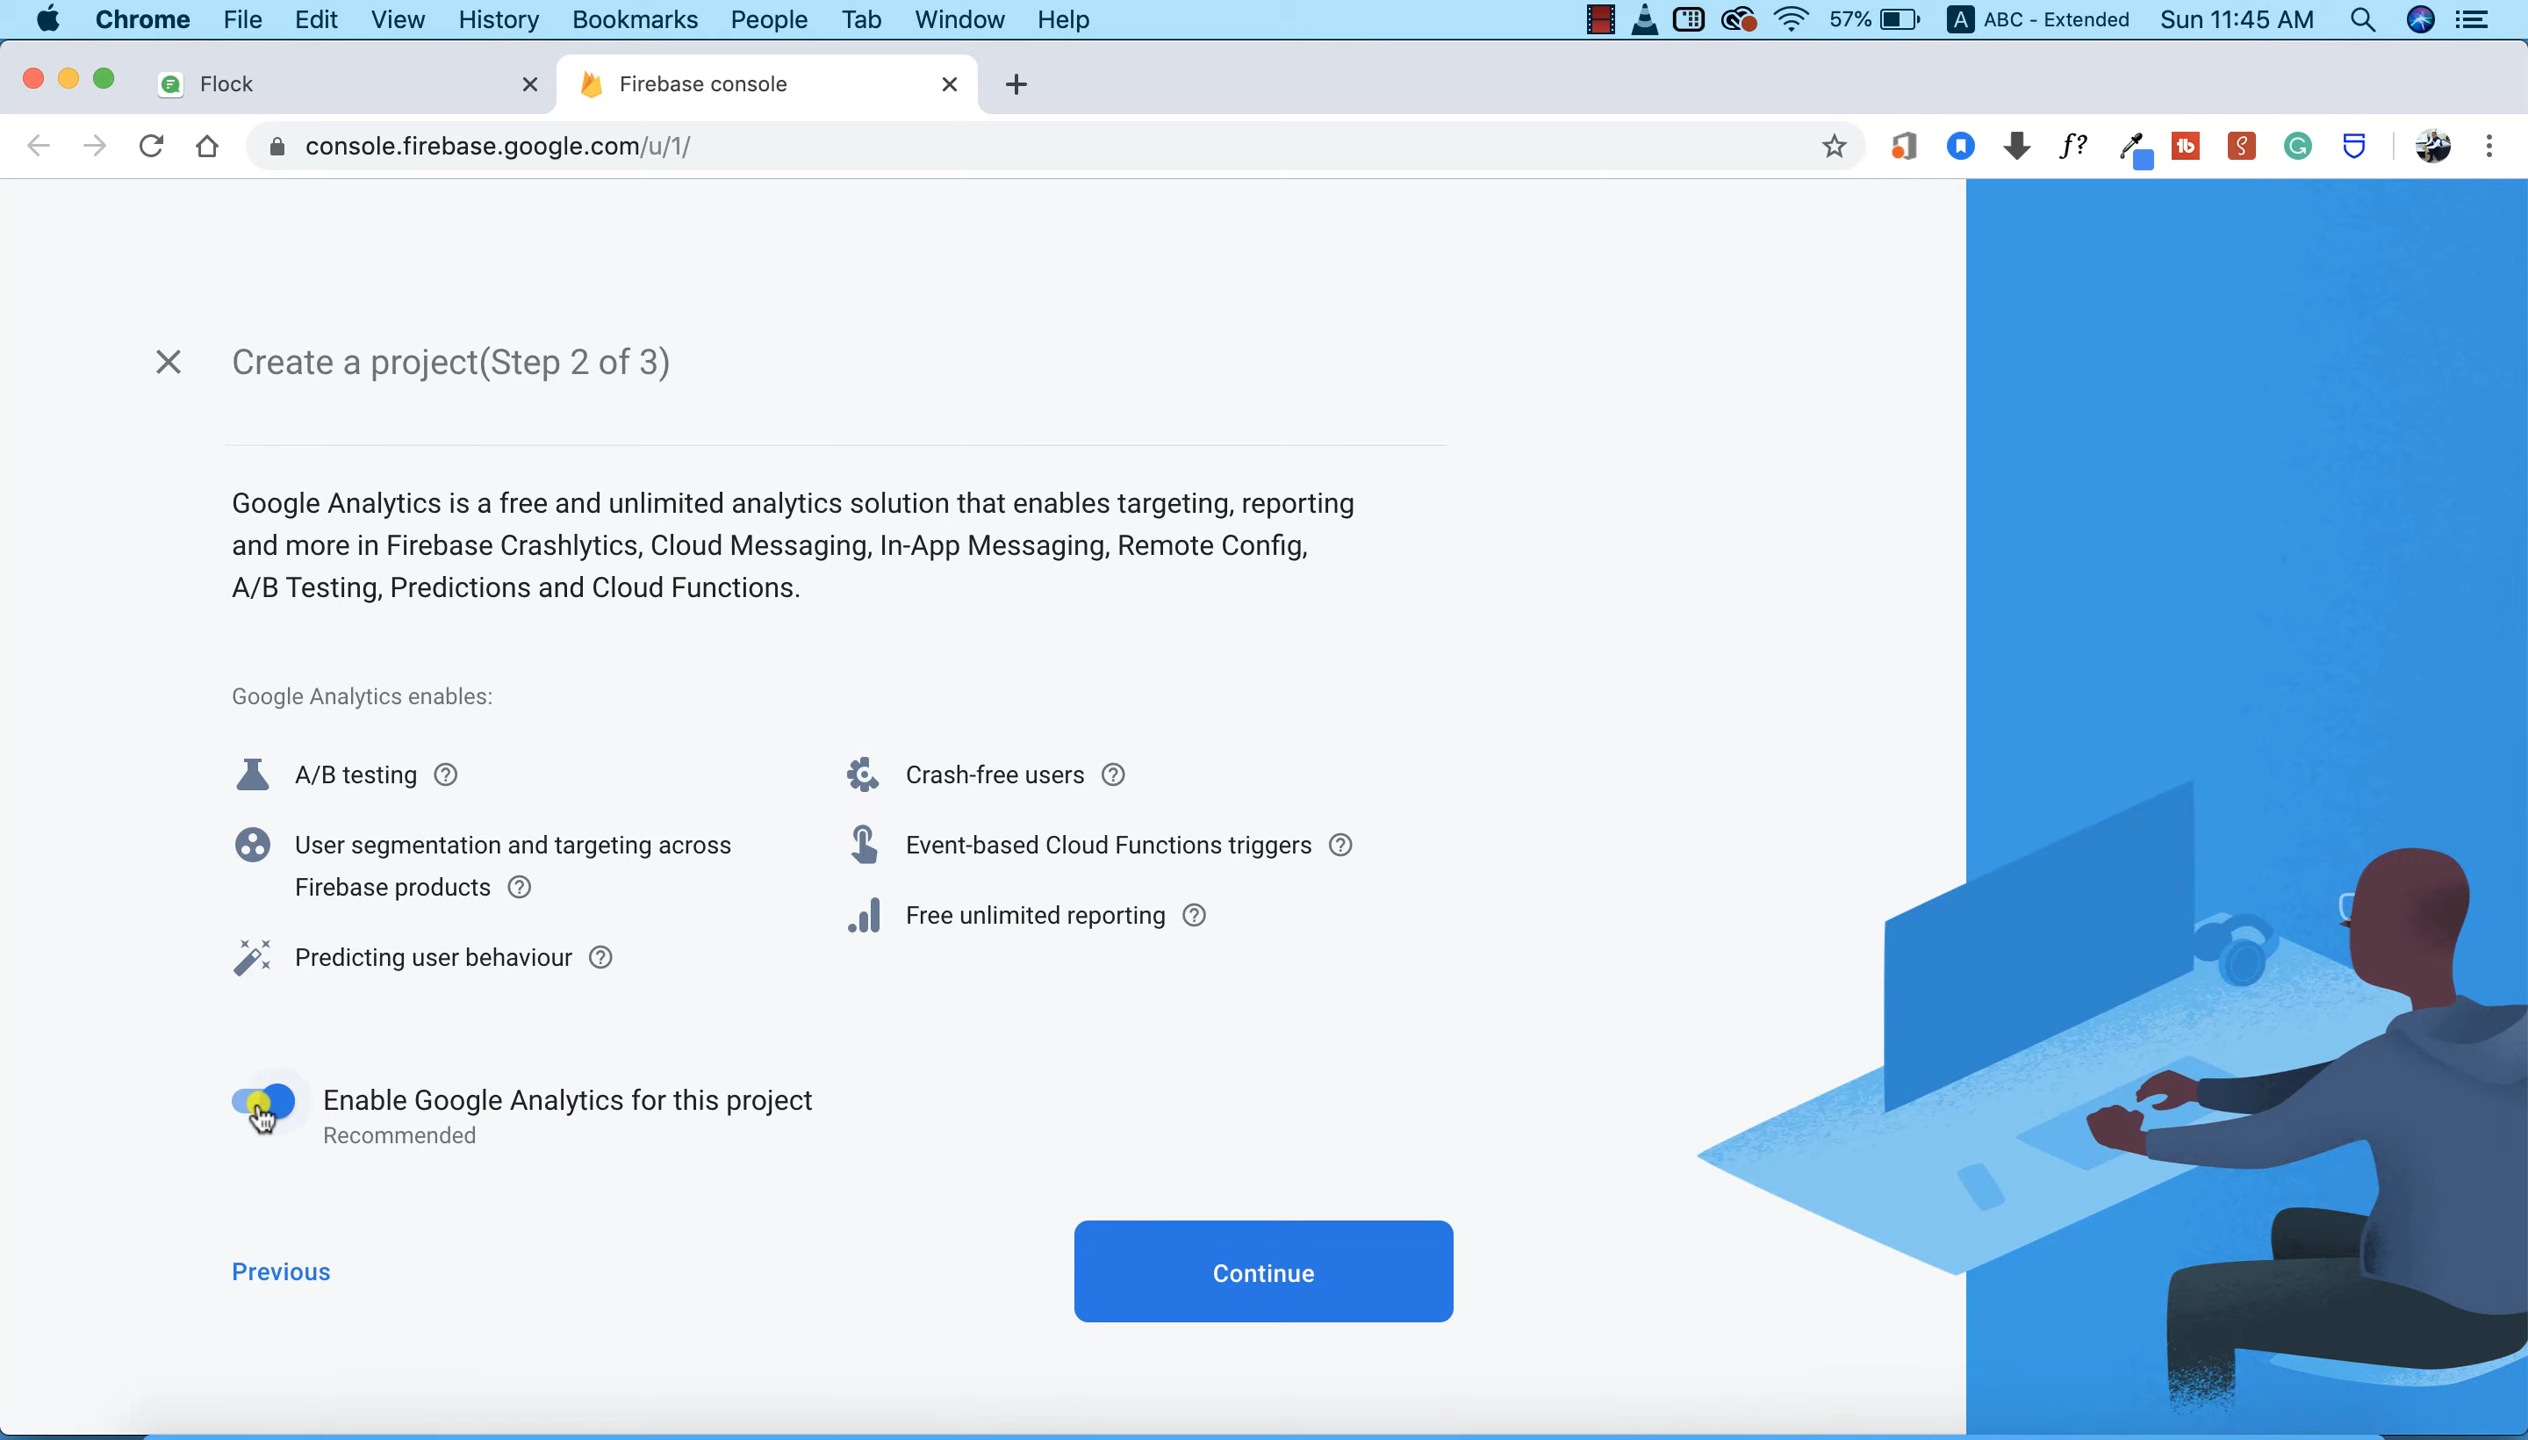 Chrome File Edit View History Bookmarks People Tab Window Help 57% A ABC - Extended Sun 11:45 AM
Flock Firebase console
console.firebase.google.com/u/1/ f? tb
Create a project(Step 2 of 3)
Google Analytics is a free and unlimited analytics solution that enables targeting, reporting
and more in Firebase Crashlytics, Cloud Messaging, In-App Messaging, Remote Config,
A/B Testing, Predictions and Cloud Functions.
Google Analytics enables:
A/B testing ?
Crash-free users ?
User segmentation and targeting across
Firebase products ?
Event-based Cloud Functions triggers ?
Free unlimited reporting ?
Predicting user behaviour ?
Enable Google Analytics for this project
Recommended
Previous
Continue